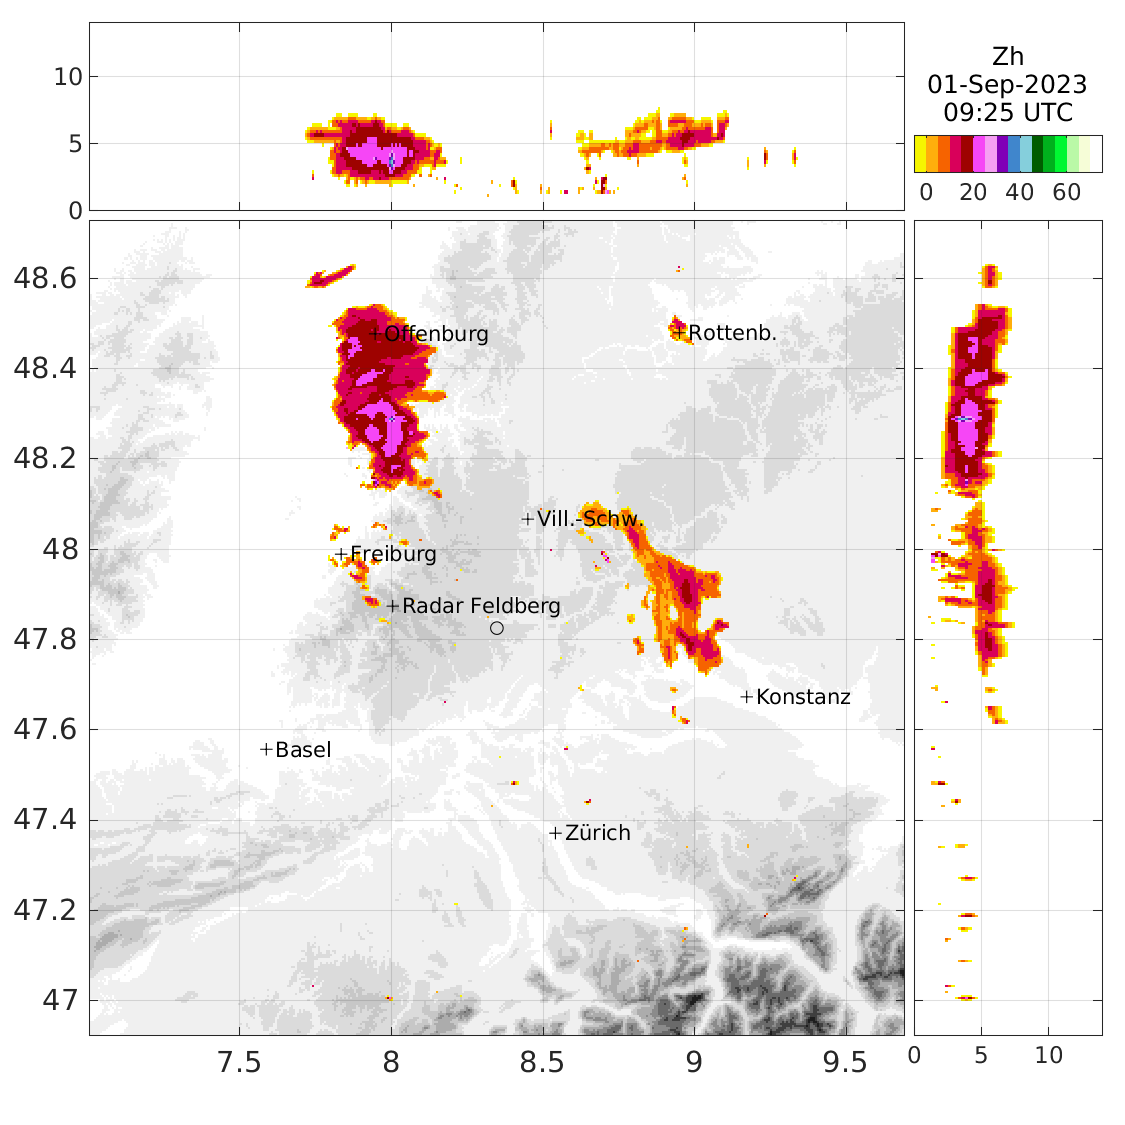 Zh
01-Sep-2023
09:25 UTC
0 20 40 60
10
5
0
48.6
48.4
48.2
48
47.8
47.6
47.4
47.2
47
Offenburg
Rottenb.
Vill.-Schw.
Freiburg
Radar Feldberg
Konstanz
Basel
Zürich
7.5 8 8.5 9 9.5
0 5 10